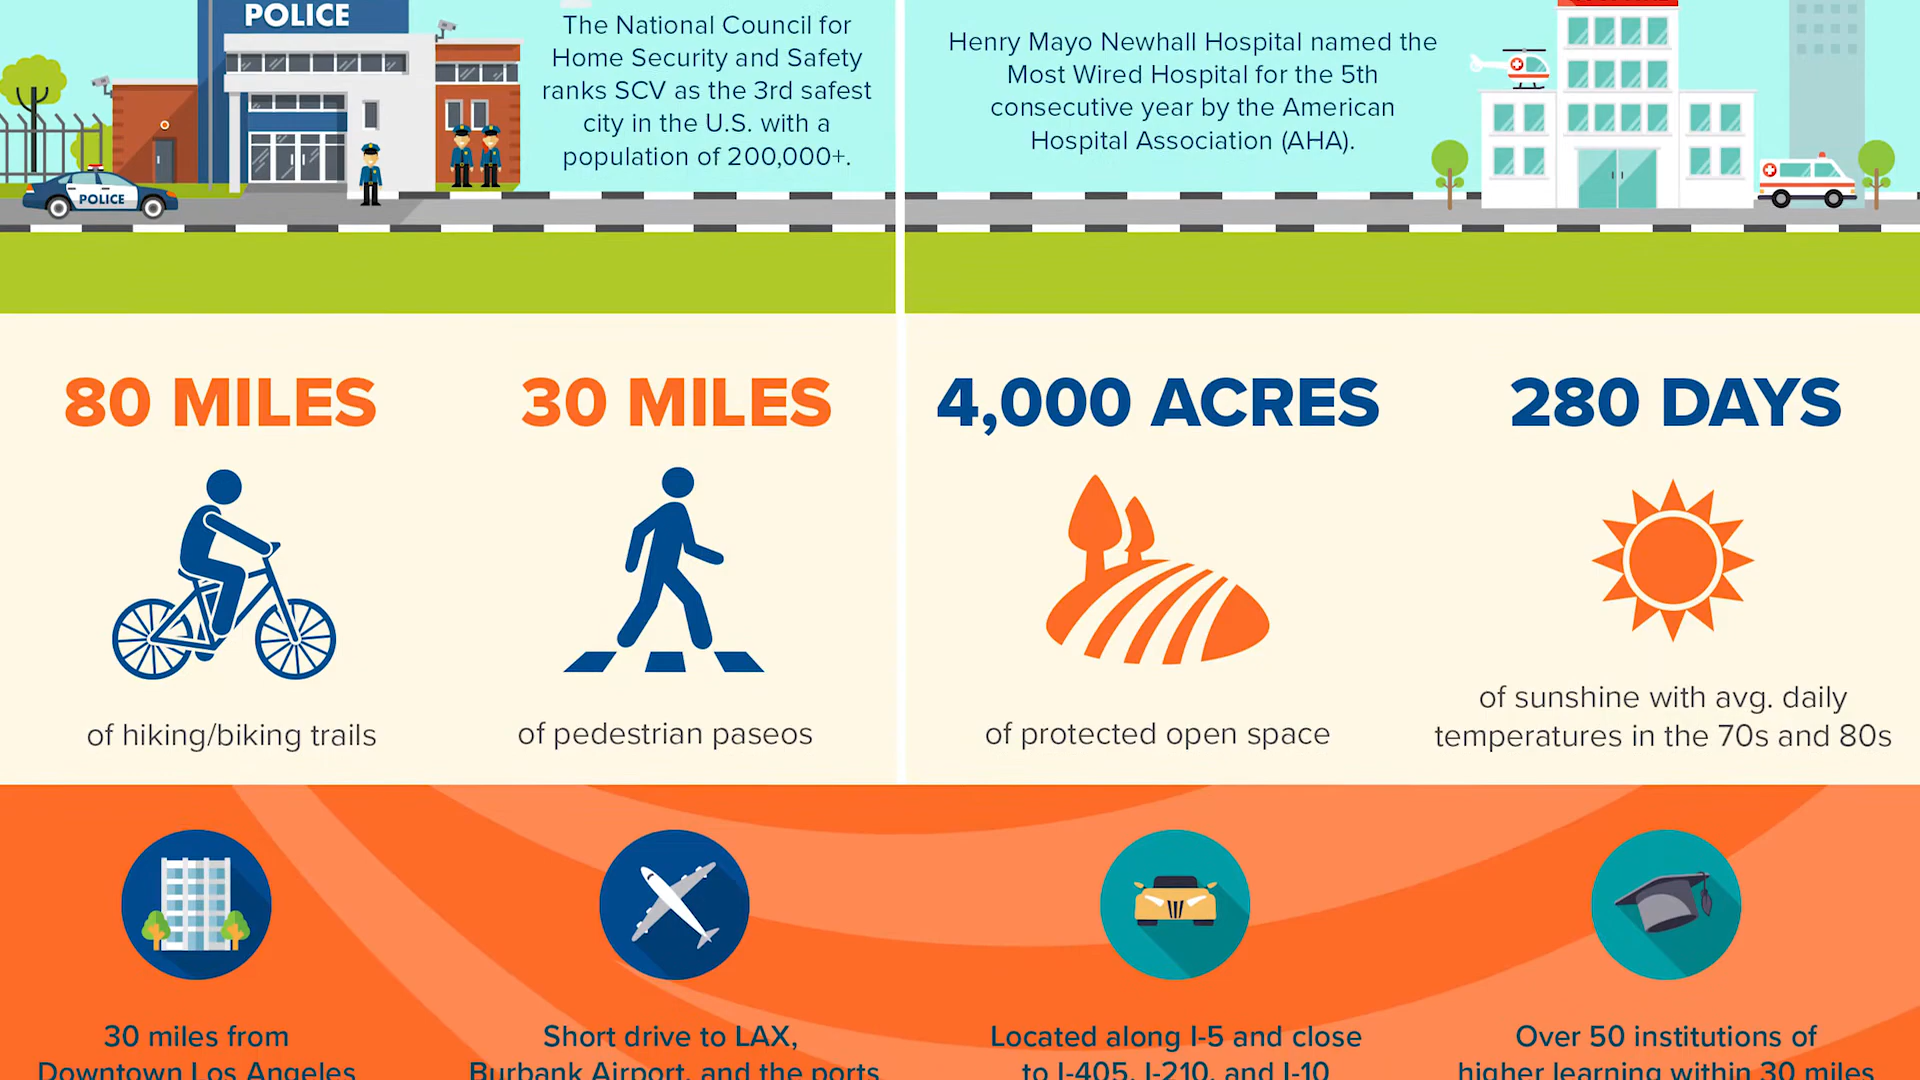 POLICE
The National Council for
Home Security and Safety
ranks SCV as the 3rd safest
city in the U.S. with a
population of 200,000+.
POLICE
Henry Mayo Newhall Hospital named the
Most Wired Hospital for the 5th
consecutive year by the American
Hospital Association (AHA).
80 MILES
of hiking/biking trails
30 MILES
of pedestrian paseos
4,000 ACRES
of protected open space
280 DAYS
of sunshine with avg. daily
temperatures in the 70s and 80s
30 miles from
Downtown Los Angeles
Short drive to LAX,
Burbank Airport, and the ports
Located along I-5 and close
to I-405, I-210, and I-10
Over 50 institutions of
higher learning within 30 miles